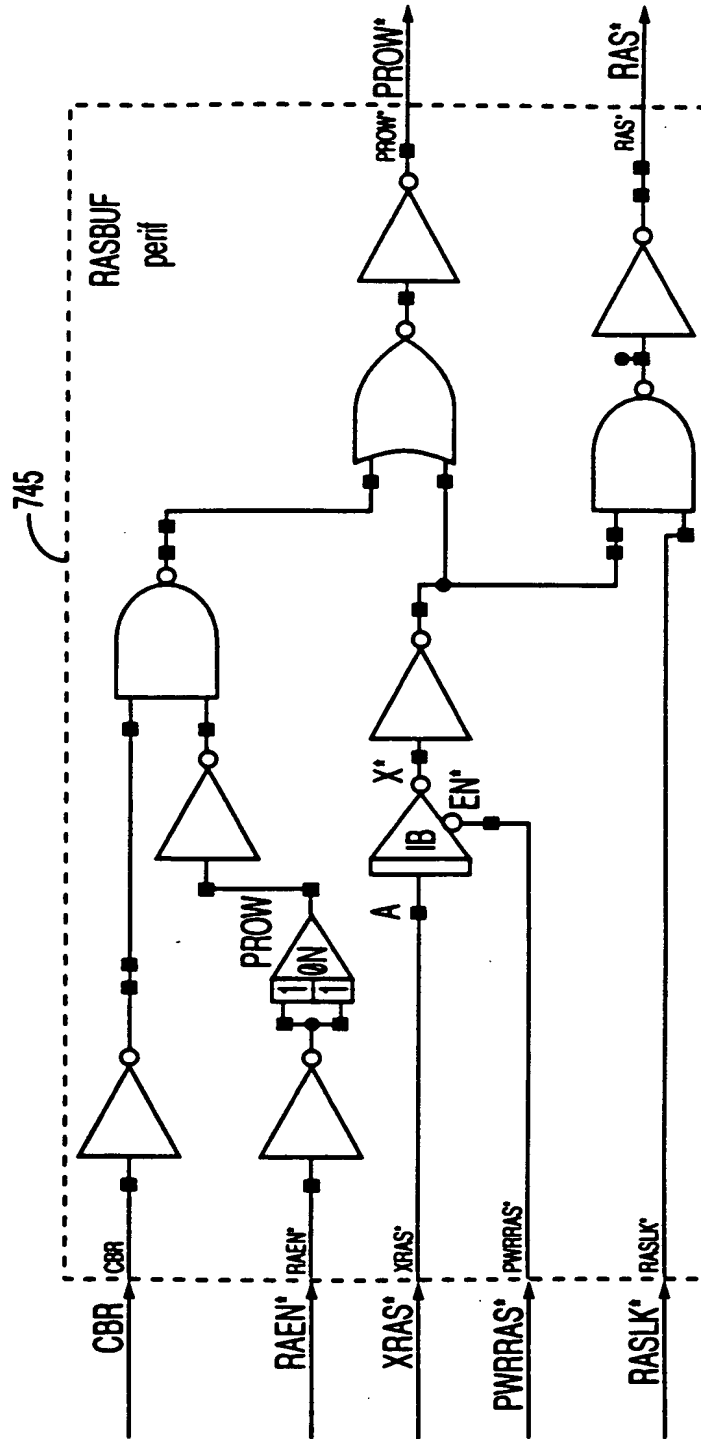 745
RASBUF
perif
CBR
CBR
RAEN*
RAEN*
XRAS*
XRAS*
PWRRAS*
PWRRAS*
RASLK*
RASLK*
PROW
1
1
ØN
A
IB
X*
EN*
PROW*
PROW*
RAS*
RAS*